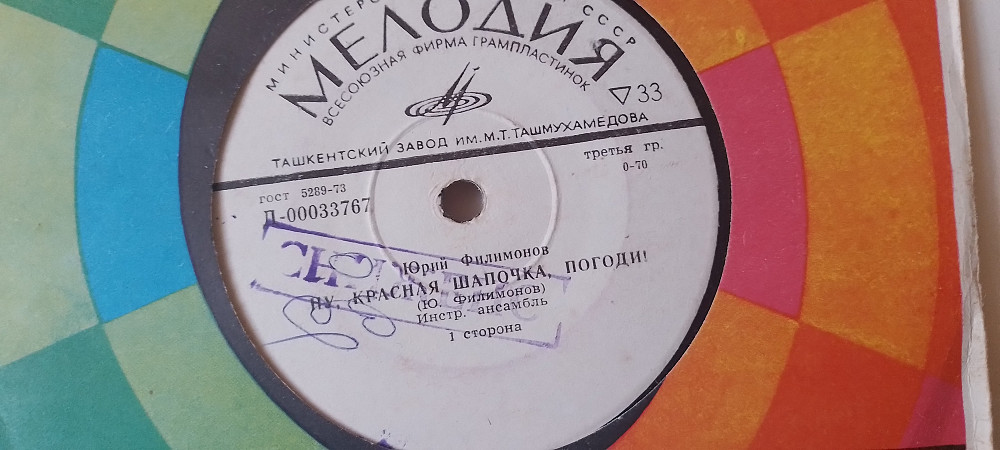 МИНИСТЕРС СССР
МЕЛОДИЯ
ВСЕСОЮЗНАЯ ФИРМА ГРАМПЛАСТИНОК
33
ТАШКЕНТСКИЙ ЗАВОД ИМ. М.Т. ТАШМУХАМЕДОВА
ГОСТ 5289-73
третья гр.
Д-00033767
0-70
Юрий Филимонов
НУ, КРАСНАЯ ШАПОЧКА, ПОГОДИ!
(Ю. Филимонов)
Инстр. ансамбль
1 сторона